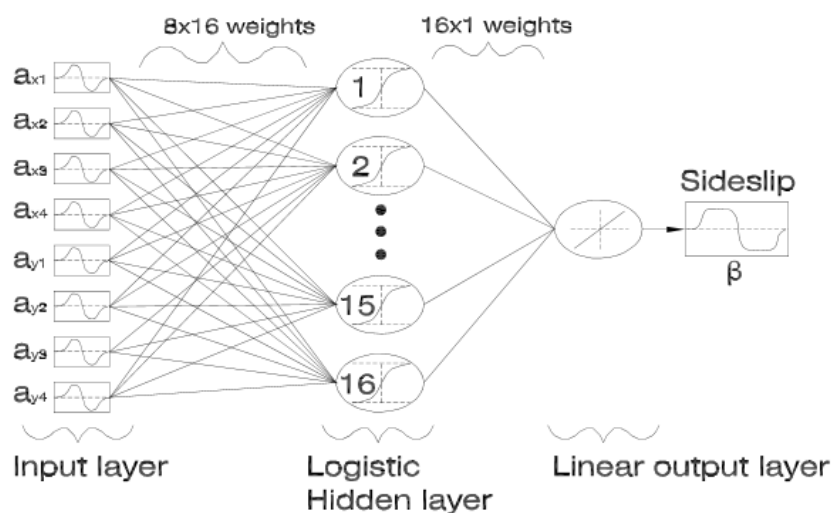 8x16 weights
16x1 weights
ax1
ax2
ax3
ax4
ay1
ay2
ay3
ay4
1
2
15
16
Sideslip
β
Input layer
Logistic
Hidden layer
Linear output layer